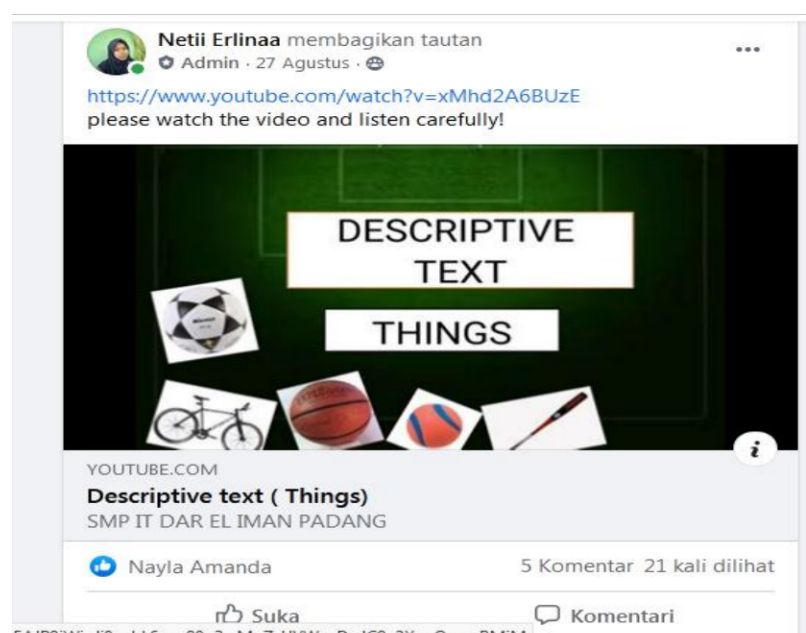 Netii Erlinaa membagikan tautan
Admin · 27 Agustus ·
https://www.youtube.com/watch?v=xMhd2A6BUzE
please watch the video and listen carefully!
DESCRIPTIVE
TEXT
THINGS
i
YOUTUBE.COM
Descriptive text ( Things)
SMP IT DAR EL IMAN PADANG
Nayla Amanda
5 Komentar 21 kali dilihat
Suka
Komentari